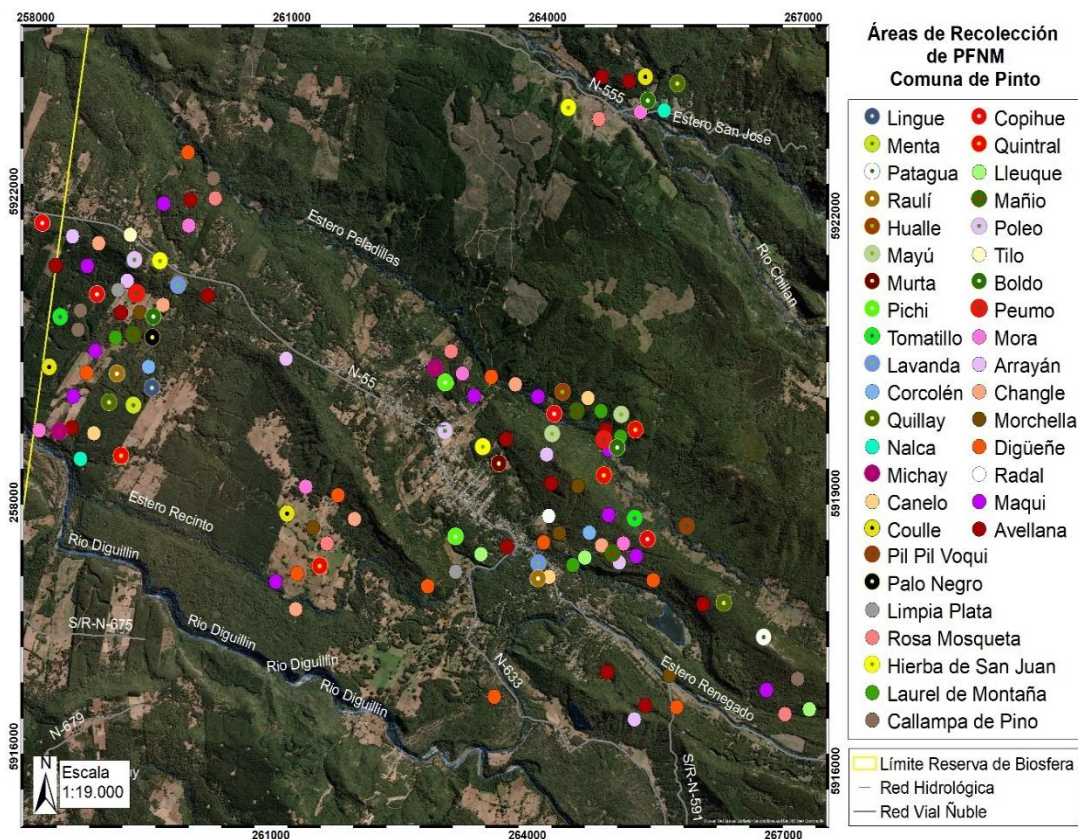 258000
261000
264000
267000
Áreas de Recolección
de PFNM
Comuna de Pinto
N-555
Estero San Jose
5922000
5922000
Estero Peladillas
Rio Chillan
N-55
258000
5919000
Estero Recinto
Rio Diguillin
S/R-N-675
Rio Diguillin
Rio Diguillin
Rio Diguillin
N-633
Estero Renegado
N-679
S/R-N-591
5916000
5916000
N
Escala
1:19.000
261000
264000
267000
Lingue
Menta
Patagua
Raulí
Hualle
Mayú
Murta
Pichi
Tomatillo
Lavanda
Corcolén
Quillay
Nalca
Michay
Canelo
Coulle
Pil Pil Voqui
Palo Negro
Limpia Plata
Rosa Mosqueta
Hierba de San Juan
Laurel de Montaña
Callampa de Pino
Copihue
Quintral
Lleuque
Mañio
Poleo
Tilo
Boldo
Peumo
Mora
Arrayán
Changle
Morchella
Digüeñe
Radal
Maqui
Avellana
Límite Reserva de Biosfera
Red Hidrológica
Red Vial Ñuble